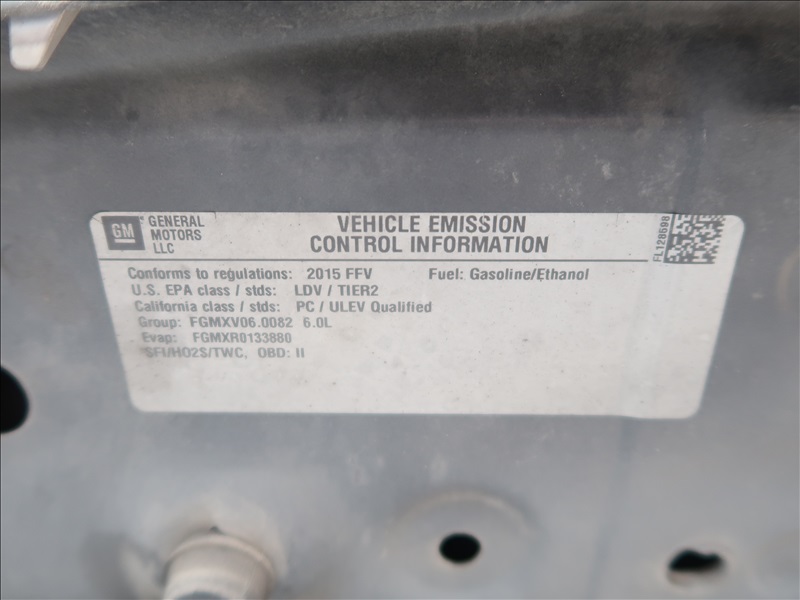 GM
GENERAL
MOTORS
LLC
VEHICLE EMISSION
CONTROL INFORMATION
FL128698
Conforms to regulations: 2015 FFV Fuel: Gasoline/Ethanol
U.S. EPA class / stds: LDV / TIER2
California class / stds: PC / ULEV Qualified
Group: FGMXV06.0082 6.0L
Evap: FGMXR0133880
SFI/HO2S/TWC, OBD: II